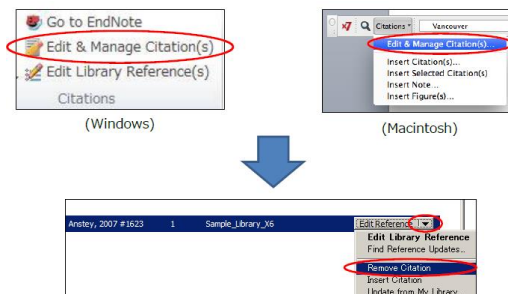 Go to EndNote
Edit & Manage Citation(s)
Edit Library Reference(s)
Citations
(Windows)
X7 Citations Vancouver
Edit & Manage Citation(s)...
Insert Citation(s)...
Insert Selected Citation(s)
Insert Note...
Insert Figure(s)...
(Macintosh)
Anstey, 2007 #1623 1 Sample_Library_X6 Edit Reference
Edit Library Reference
Find Reference Updates...
Remove Citation
Insert Citation
Update from My Library